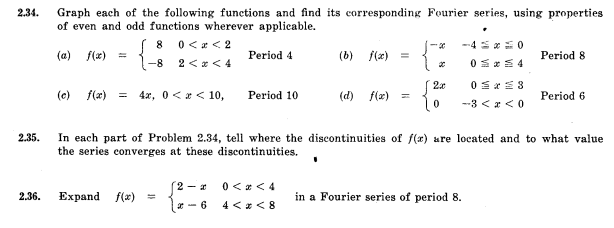 2.34. Graph each of the following functions and find its corresponding Fourier series, using properties
of even and odd functions wherever applicable.
(a) f(x) = { 8 0 < x < 2
−8 2 < x < 4 Period 4
(b) f(x) = { −x −4 ≦ x ≦ 0
x 0 ≦ x ≦ 4 Period 8
(c) f(x) = 4x, 0 < x < 10, Period 10
(d) f(x) = { 2x 0 ≦ x ≦ 3
0 −3 < x < 0 Period 6
2.35. In each part of Problem 2.34, tell where the discontinuities of f(x) are located and to what value
the series converges at these discontinuities.
2.36. Expand f(x) = { 2 − x 0 < x < 4
x − 6 4 < x < 8 in a Fourier series of period 8.